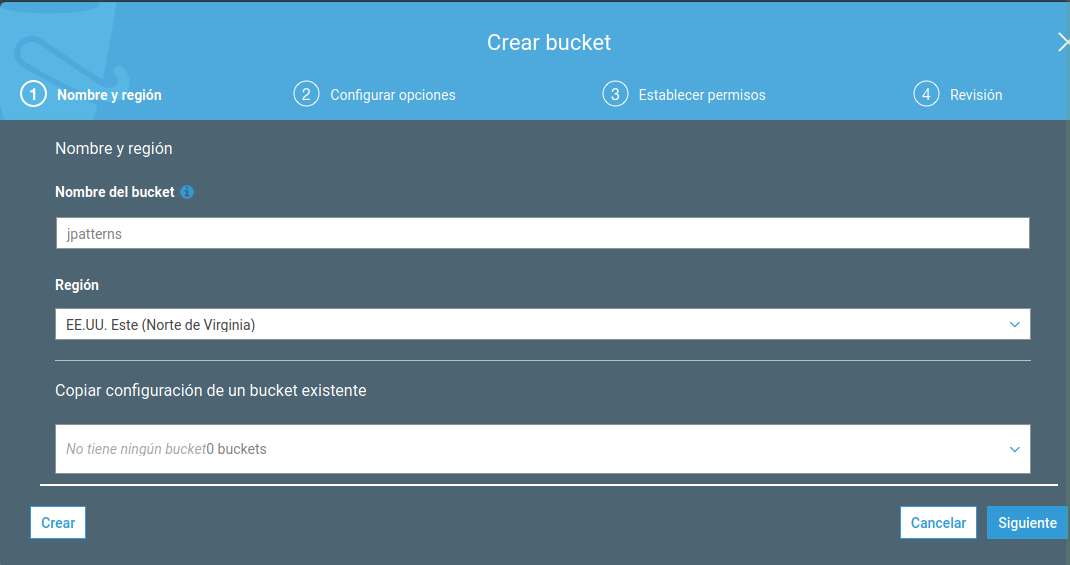 Crear bucket
1 Nombre y región 2 Configurar opciones 3 Establecer permisos 4 Revisión
Nombre y región
Nombre del bucket
jpatterns
Región
EE.UU. Este (Norte de Virginia)
Copiar configuración de un bucket existente
No tiene ningún bucket0 buckets
Crear Cancelar Siguiente